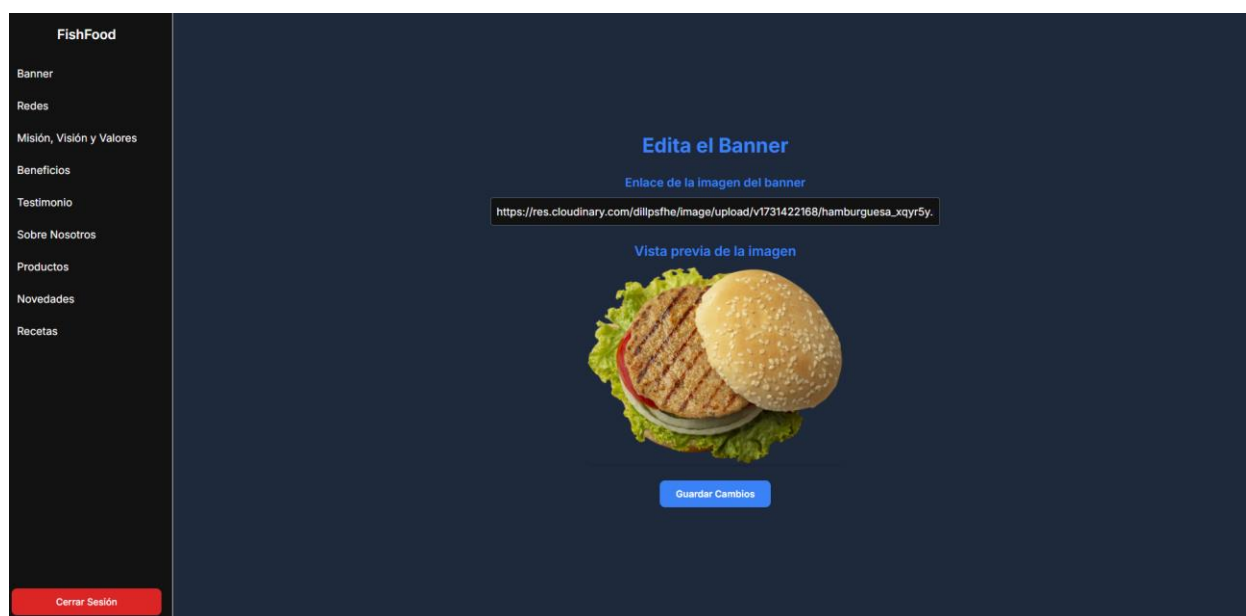 FishFood
Banner
Redes
Misión, Visión y Valores
Beneficios
Testimonio
Sobre Nosotros
Productos
Novedades
Recetas
Cerrar Sesión
Edita el Banner
Enlace de la imagen del banner
https://res.cloudinary.com/dillpsfhe/image/upload/v1731422168/hamburguesa_xqyr5y.
Vista previa de la imagen
Guardar Cambios